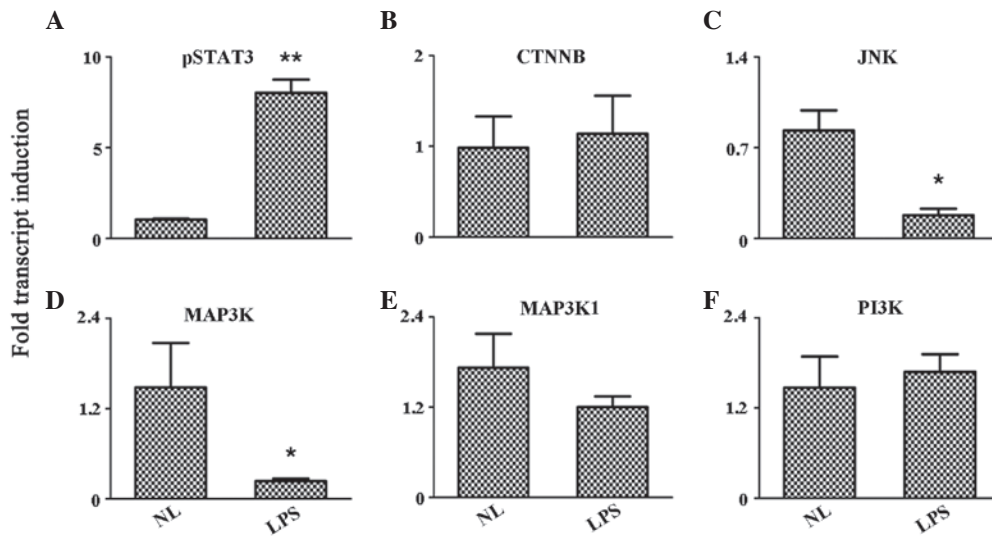 A
pSTAT3
**
10
5
0
B
CTNNB
2
1
0
C
JNK
*
1.4
0.7
0
Fold transcript induction
D
MAP3K
*
2.4
1.2
0
NL
LPS
E
MAP3K1
2.4
1.2
0
NL
LPS
F
PI3K
2.4
1.2
0
NL
LPS